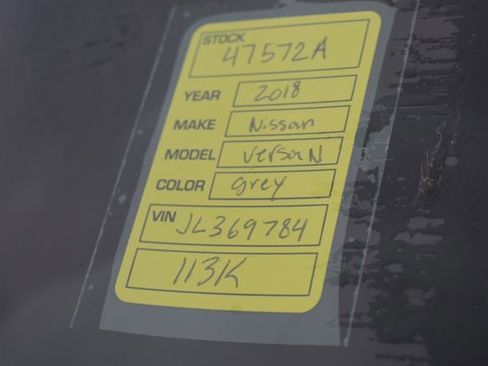 STOCK
47572A
YEAR 2018
MAKE Nissan
MODEL Versa N
COLOR grey
VIN JL369784
113K